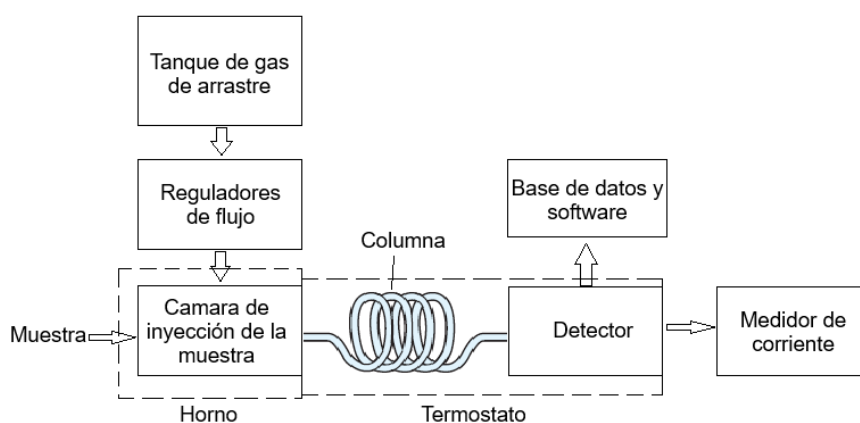 Tanque de gas
de arrastre
Reguladores
de flujo
Base de datos y
software
Columna
Muestra
Camara de
inyección de la
muestra
Detector
Medidor de
corriente
Horno
Termostato